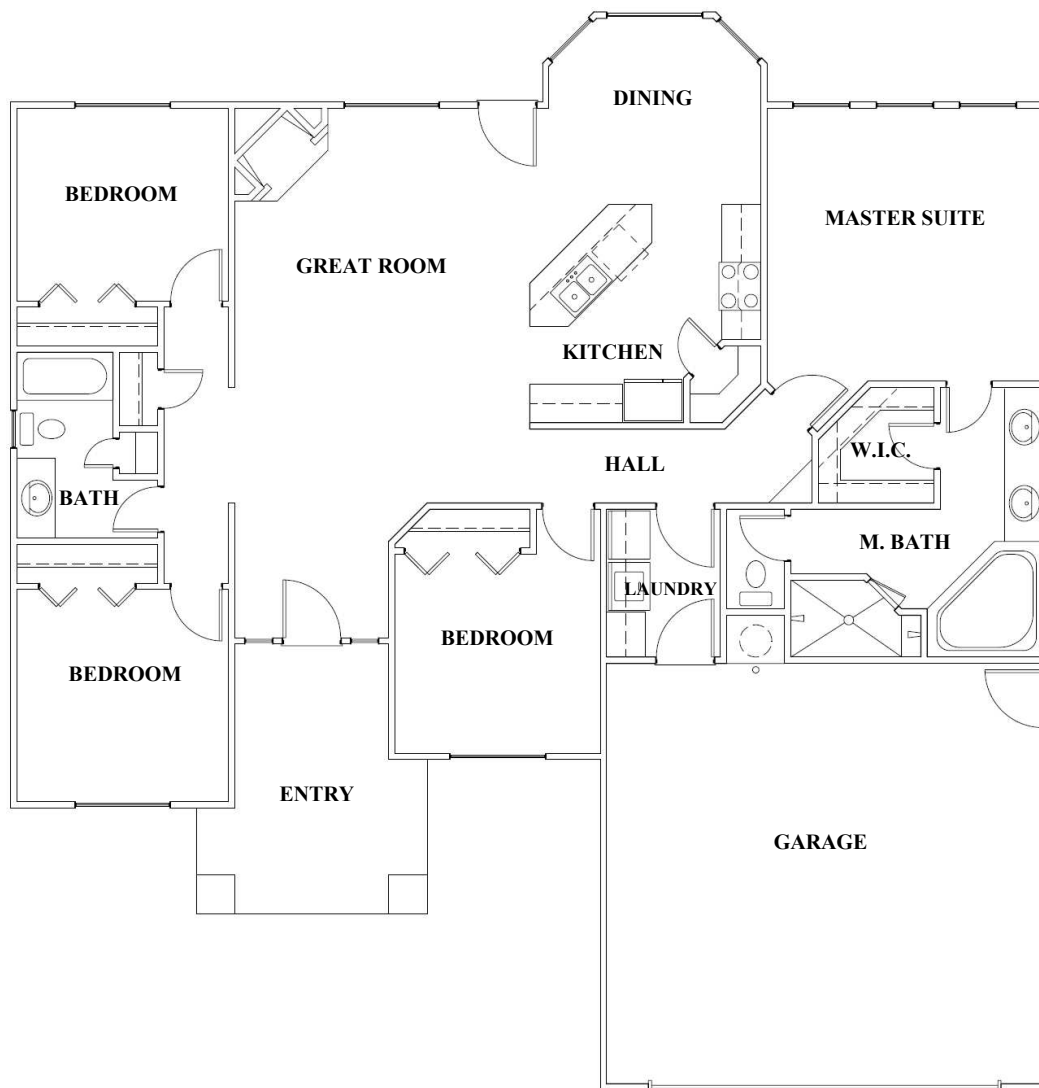 DINING
BEDROOM
MASTER SUITE
GREAT ROOM
KITCHEN
W.I.C.
HALL
BATH
M. BATH
LAUNDRY
BEDROOM
BEDROOM
ENTRY
GARAGE